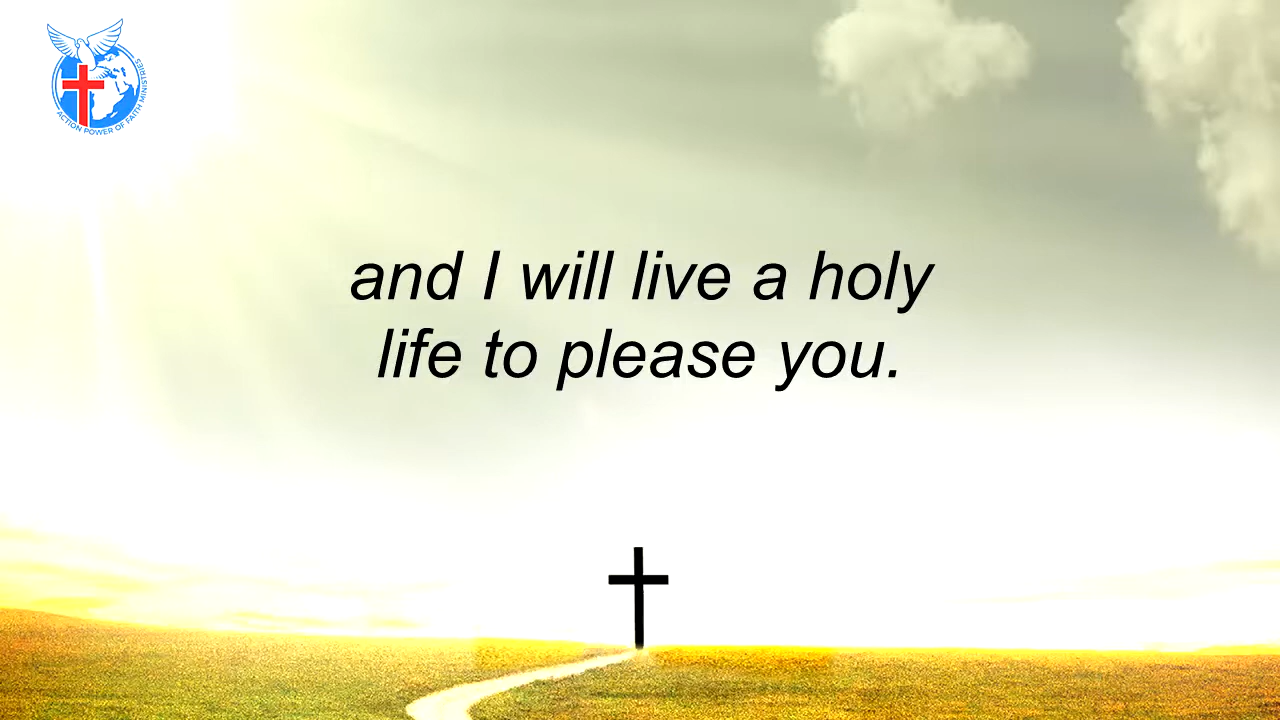 ACTION POWER OF FAITH MINISTRIES
and I will live a holy
life to please you.